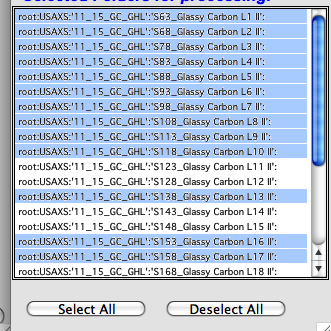 Selected Folders for processing:
root:USAXS:'11_15_GC_GHL':'S63_Glassy Carbon L1 II':
root:USAXS:'11_15_GC_GHL':'S68_Glassy Carbon L2 II':
root:USAXS:'11_15_GC_GHL':'S78_Glassy Carbon L3 II':
root:USAXS:'11_15_GC_GHL':'S83_Glassy Carbon L4 II':
root:USAXS:'11_15_GC_GHL':'S88_Glassy Carbon L5 II':
root:USAXS:'11_15_GC_GHL':'S93_Glassy Carbon L6 II':
root:USAXS:'11_15_GC_GHL':'S98_Glassy Carbon L7 II':
root:USAXS:'11_15_GC_GHL':'S108_Glassy Carbon L8 II':
root:USAXS:'11_15_GC_GHL':'S113_Glassy Carbon L9 II':
root:USAXS:'11_15_GC_GHL':'S118_Glassy Carbon L10 II':
root:USAXS:'11_15_GC_GHL':'S123_Glassy Carbon L11 II':
root:USAXS:'11_15_GC_GHL':'S128_Glassy Carbon L12 II':
root:USAXS:'11_15_GC_GHL':'S138_Glassy Carbon L13 II':
root:USAXS:'11_15_GC_GHL':'S143_Glassy Carbon L14 II':
root:USAXS:'11_15_GC_GHL':'S148_Glassy Carbon L15 II':
root:USAXS:'11_15_GC_GHL':'S153_Glassy Carbon L16 II':
root:USAXS:'11_15_GC_GHL':'S158_Glassy Carbon L17 II':
root:USAXS:'11_15_GC_GHL':'S168_Glassy Carbon L18 II':
Select All
Deselect All